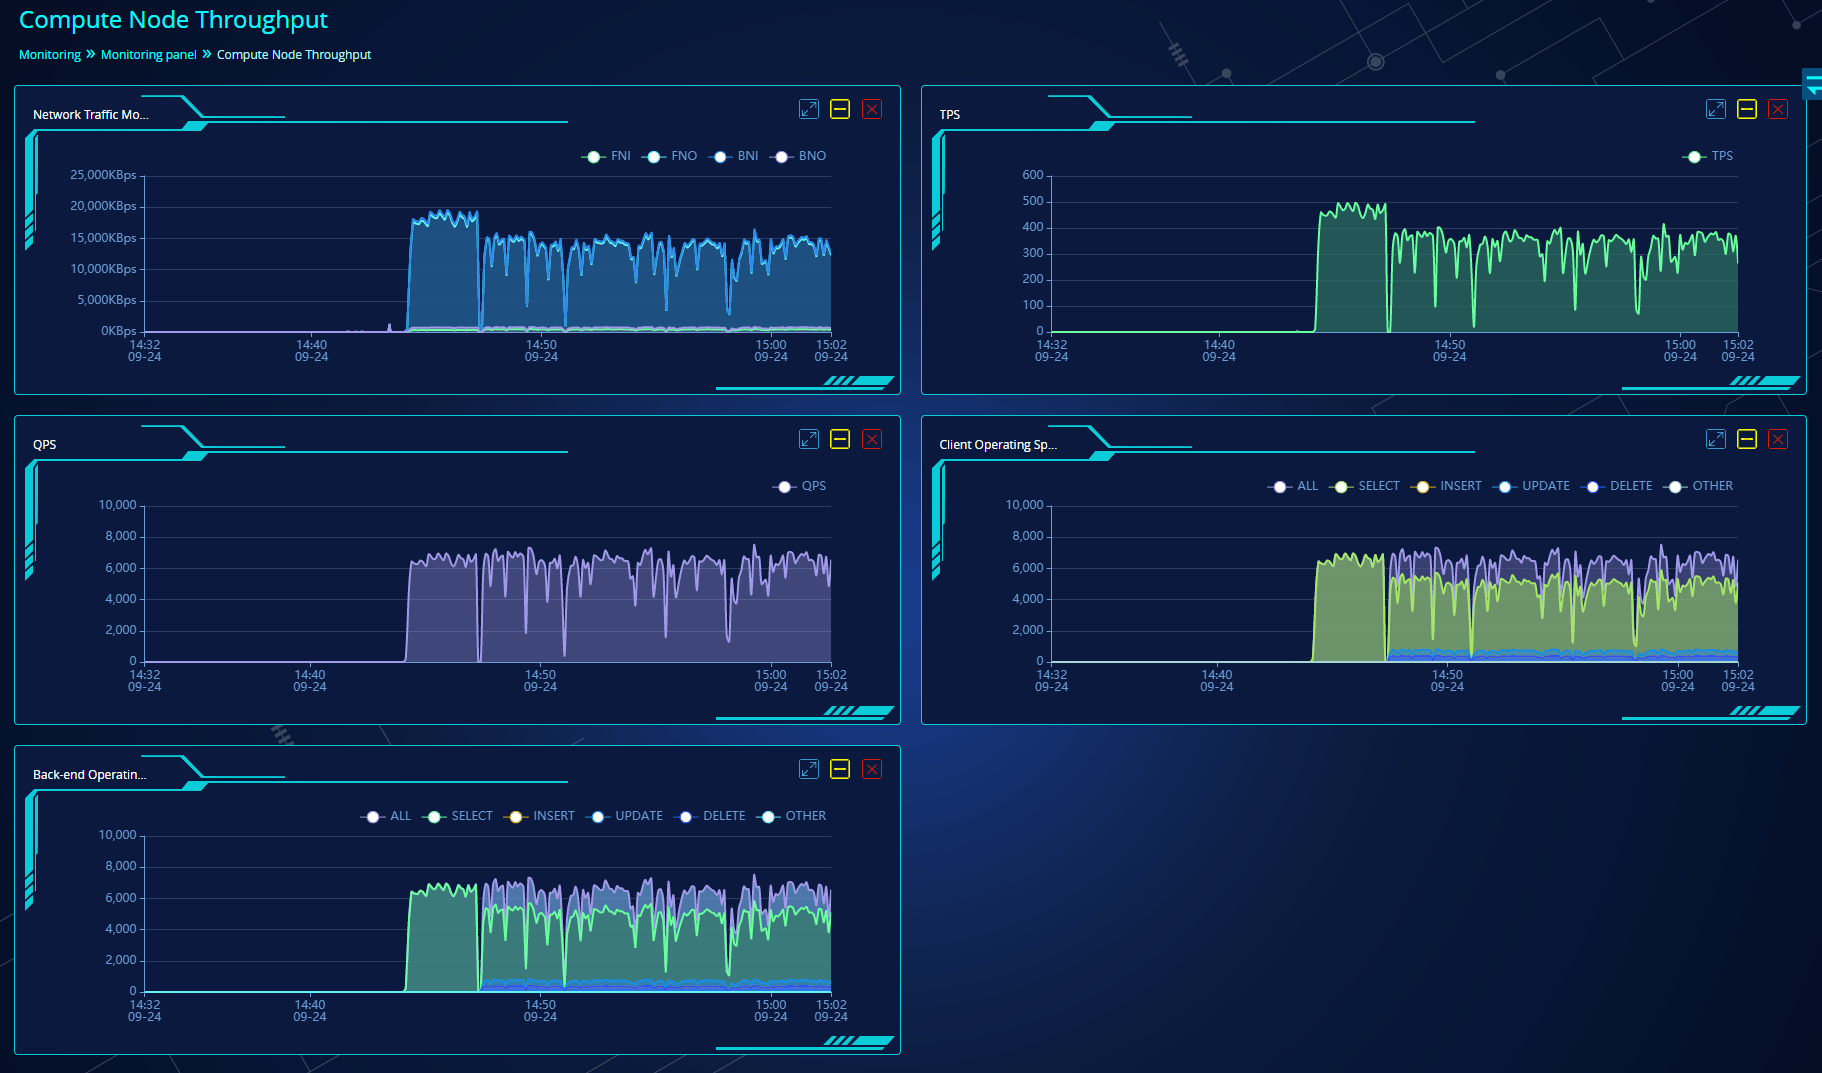 Compute Node Throughput
Monitoring » Monitoring panel » Compute Node Throughput
Network Traffic Mo...
FNI FNO BNI BNO
25,000KBps
20,000KBps
15,000KBps
10,000KBps
5,000KBps
0KBps
14:32 14:40 14:50 15:00 15:02
09-24 09-24 09-24 09-24 09-24
TPS
TPS
600
500
400
300
200
100
0
14:32 14:40 14:50 15:00 15:02
09-24 09-24 09-24 09-24 09-24
QPS
QPS
10,000
8,000
6,000
4,000
2,000
0
14:32 14:40 14:50 15:00 15:02
09-24 09-24 09-24 09-24 09-24
Client Operating Sp...
ALL SELECT INSERT UPDATE DELETE OTHER
10,000
8,000
6,000
4,000
2,000
0
14:32 14:40 14:50 15:00 15:02
09-24 09-24 09-24 09-24 09-24
Back-end Operatin...
ALL SELECT INSERT UPDATE DELETE OTHER
10,000
8,000
6,000
4,000
2,000
0
14:32 14:40 14:50 15:00 15:02
09-24 09-24 09-24 09-24 09-24